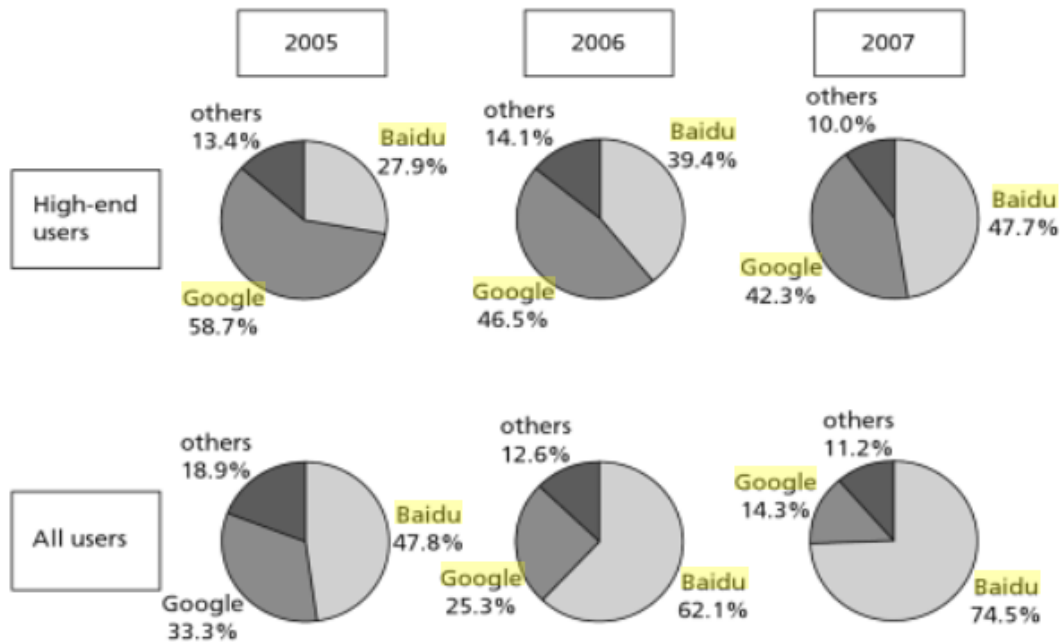 2005
2006
2007
High-end
users
others
13.4%
Baidu
27.9%
Google
58.7%
others
14.1%
Baidu
39.4%
Google
46.5%
others
10.0%
Baidu
47.7%
Google
42.3%
All users
others
18.9%
Baidu
47.8%
Google
33.3%
others
12.6%
Google
25.3%
Baidu
62.1%
others
11.2%
Google
14.3%
Baidu
74.5%